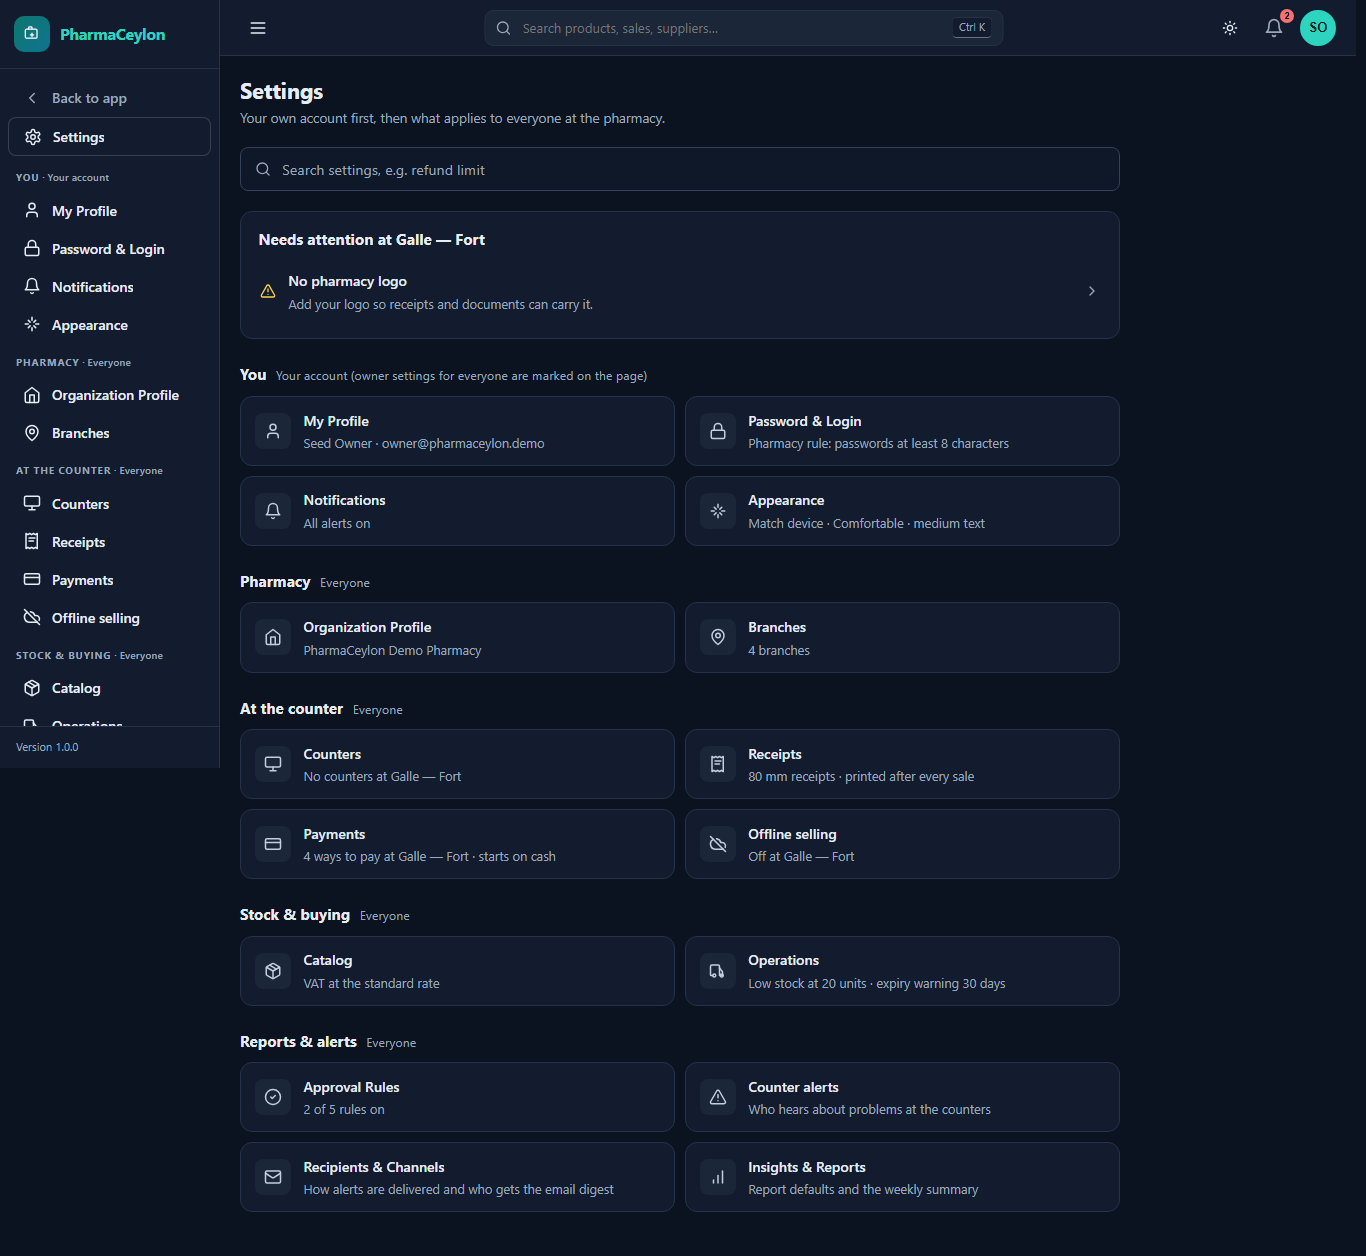 PharmaCeylon
Search products, sales, suppliers...
Ctrl K
2
SO
Back to app
Settings
YOU · Your account
My Profile
Password & Login
Notifications
Appearance
PHARMACY · Everyone
Organization Profile
Branches
AT THE COUNTER · Everyone
Counters
Receipts
Payments
Offline selling
STOCK & BUYING · Everyone
Catalog
Operations
Version 1.0.0
Settings
Your own account first, then what applies to everyone at the pharmacy.
Search settings, e.g. refund limit
Needs attention at Galle — Fort
No pharmacy logo
Add your logo so receipts and documents can carry it.
You Your account (owner settings for everyone are marked on the page)
My Profile
Seed Owner · owner@pharmaceylon.demo
Password & Login
Pharmacy rule: passwords at least 8 characters
Notifications
All alerts on
Appearance
Match device · Comfortable · medium text
Pharmacy Everyone
Organization Profile
PharmaCeylon Demo Pharmacy
Branches
4 branches
At the counter Everyone
Counters
No counters at Galle — Fort
Receipts
80 mm receipts · printed after every sale
Payments
4 ways to pay at Galle — Fort · starts on cash
Offline selling
Off at Galle — Fort
Stock & buying Everyone
Catalog
VAT at the standard rate
Operations
Low stock at 20 units · expiry warning 30 days
Reports & alerts Everyone
Approval Rules
2 of 5 rules on
Counter alerts
Who hears about problems at the counters
Recipients & Channels
How alerts are delivered and who gets the email digest
Insights & Reports
Report defaults and the weekly summary